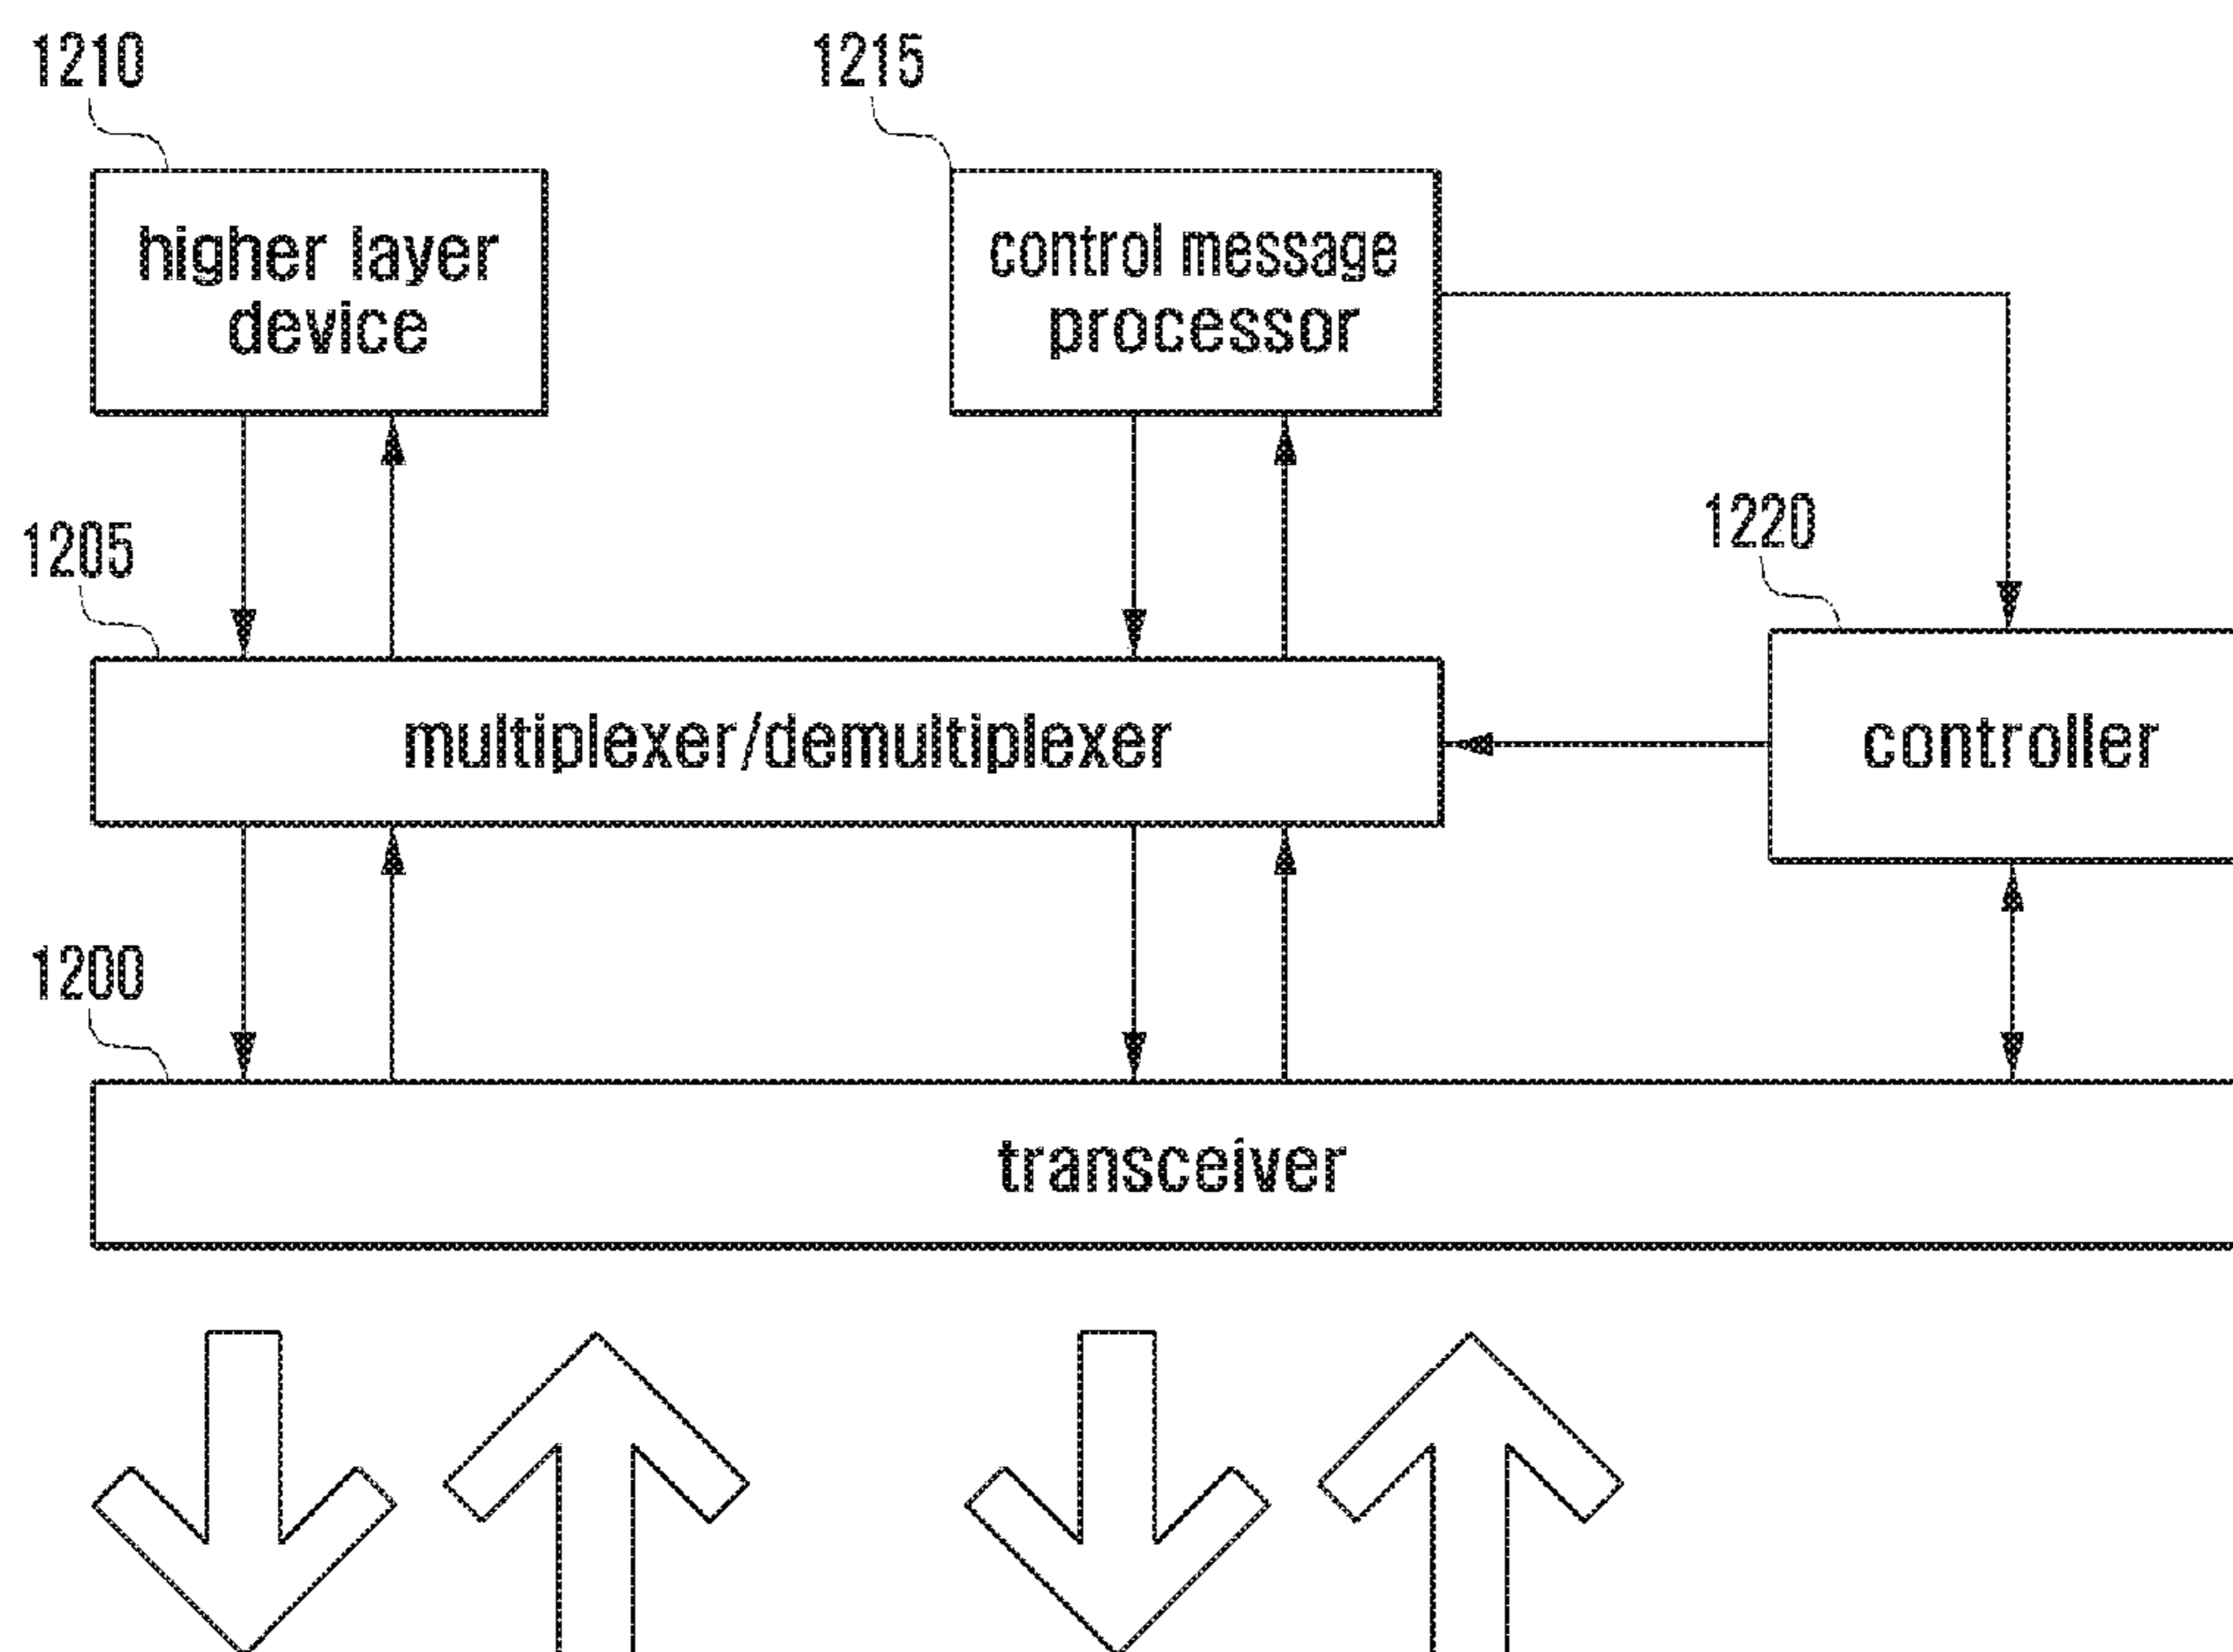 1210
1215
higher layer
device
control message
processor
1205
1220
multiplexer/demultiplexer
controller
1200
transceiver